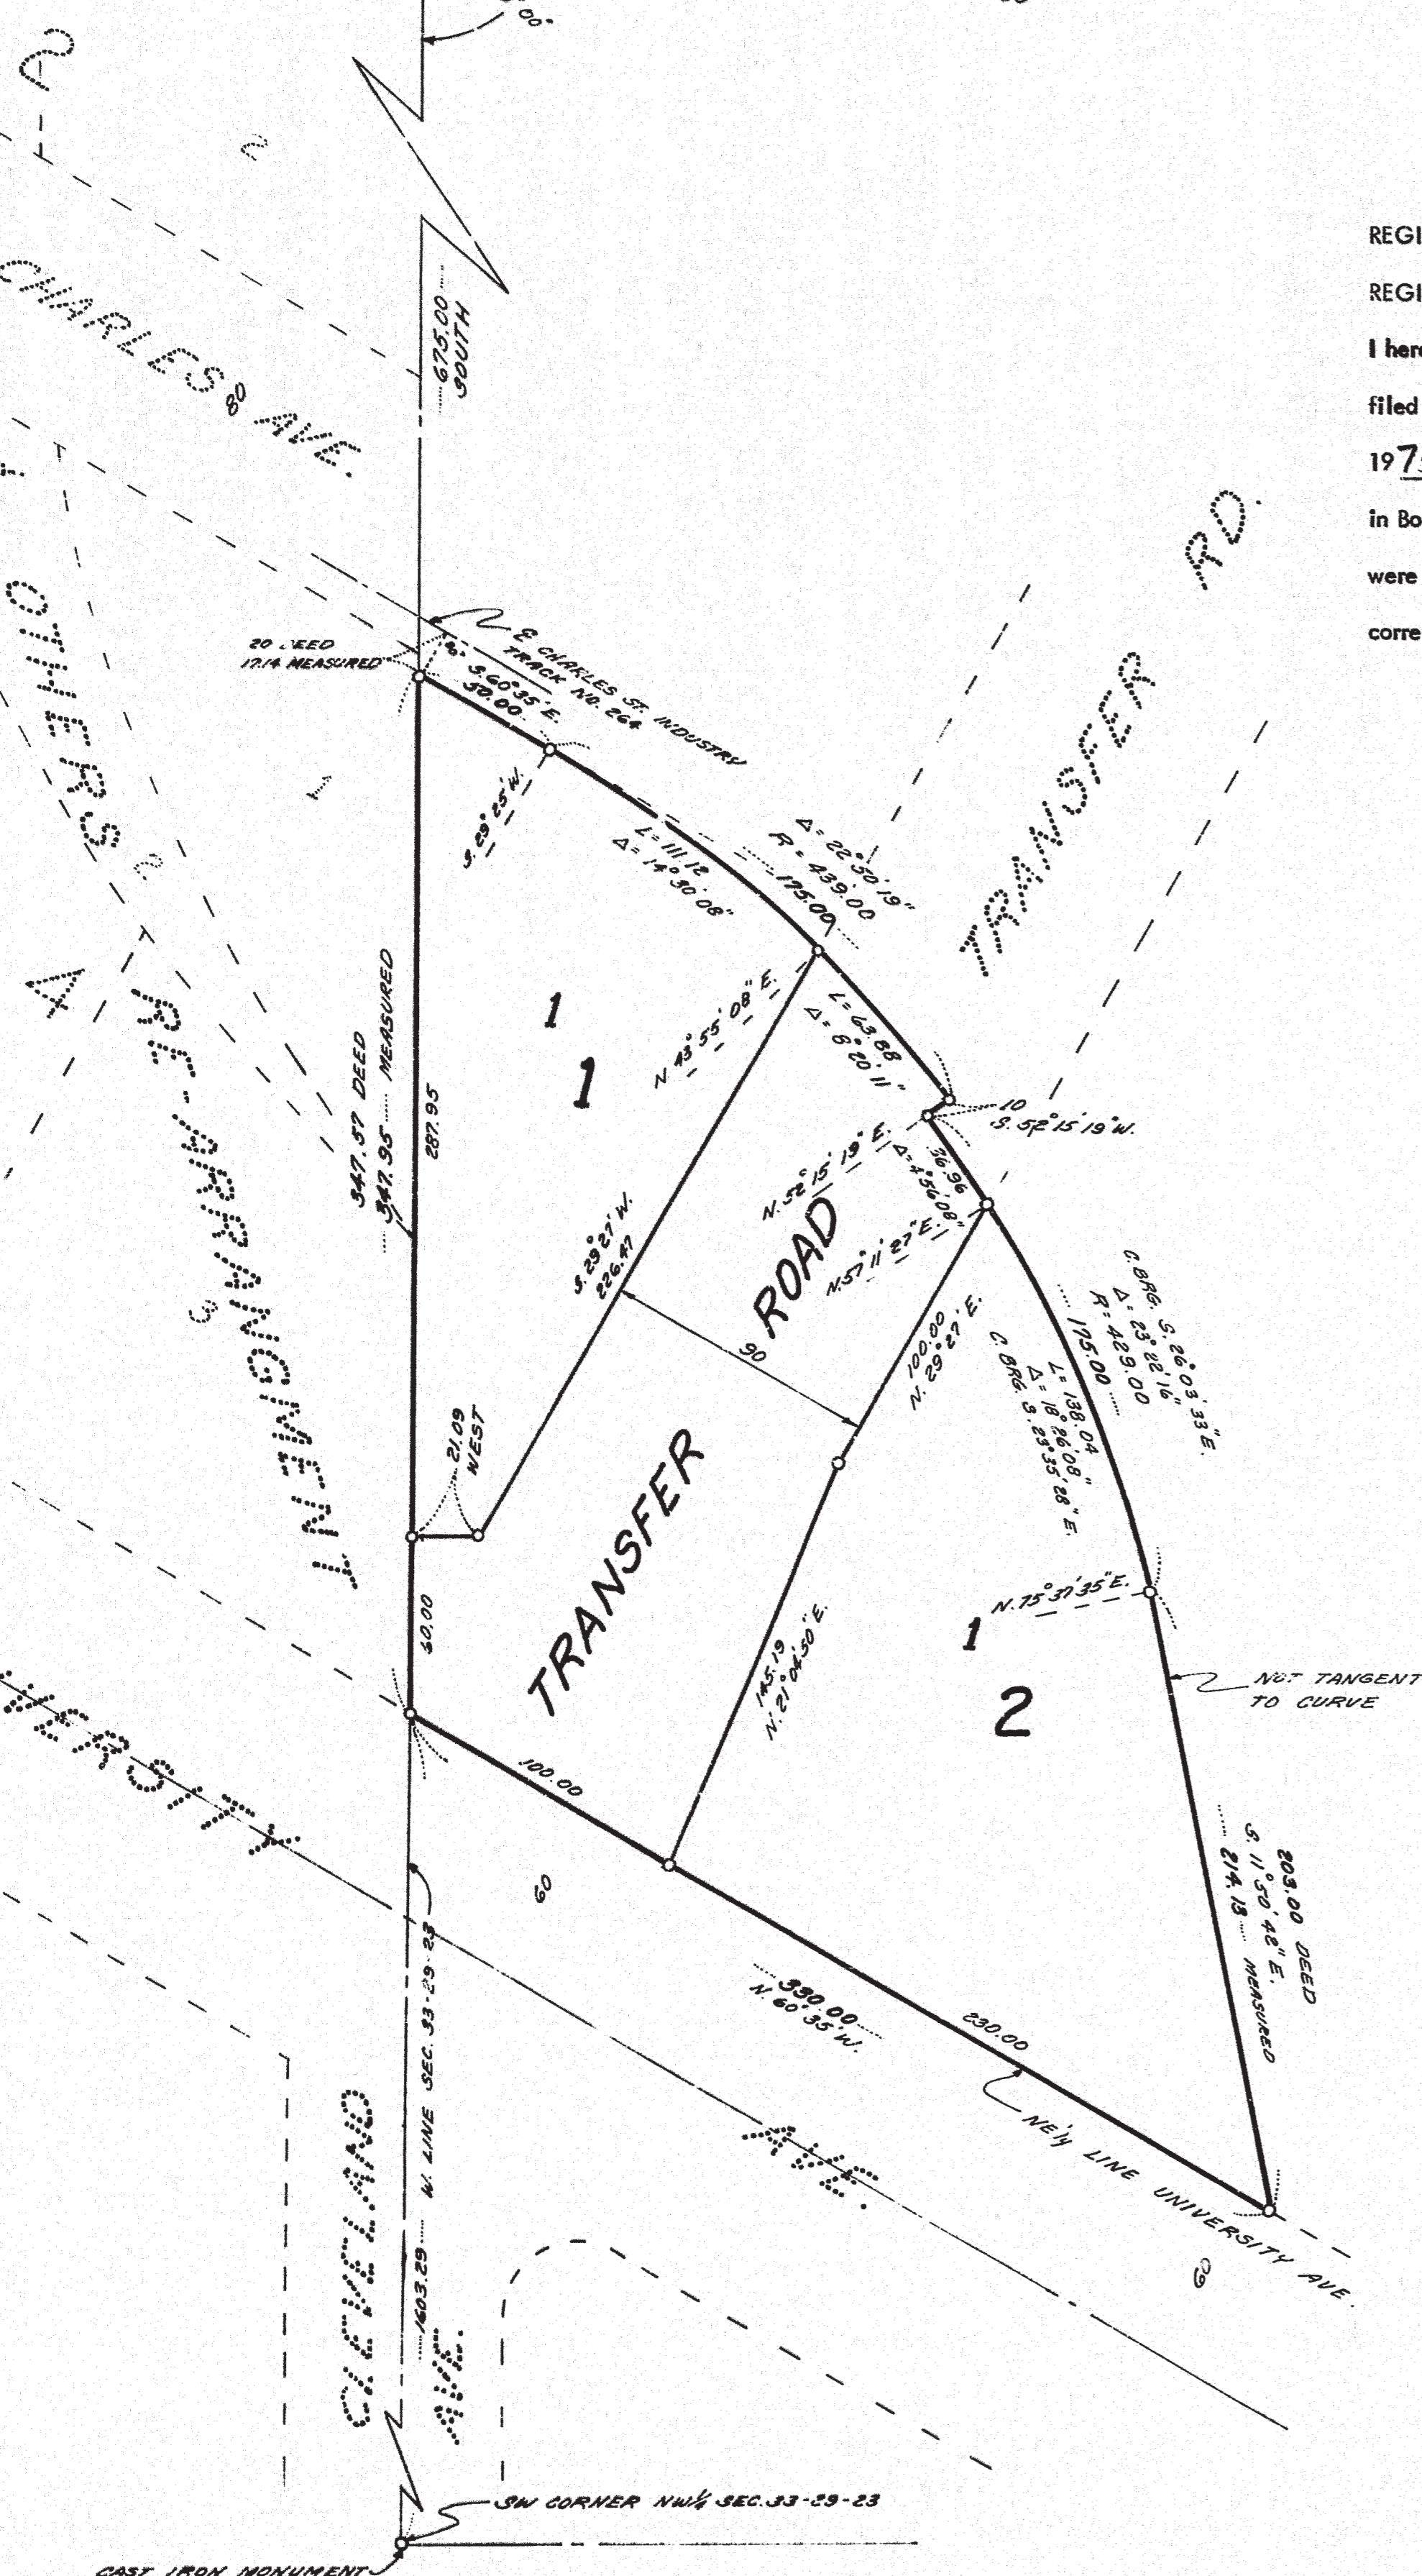 00"
2
2
675.00
SOUTH
REGI
REGI
I here
filed
197
in Bo
were
corre
CHARLES AVE.
80
TRANSFER RD.
20 DEED
17.14 MEASURED
8'
S. 60° 35' E.
50.00
℄ CHARLES ST. INDUSTRY
TRACK NO. 264
OTHERS
1
2
S. 29° 25' W.
L= 111.12
Δ= 14° 30' 08"
Δ= 22° 50' 19"
R= 439.00
175.00
A
RE-ARRANGMENT
3
347.57 DEED
347.95 MEASURED
287.95
1
1
N. 43° 55' 08" E.
L= 63.88
Δ= 8° 20' 11"
10
S. 52° 15' 19" W.
N. 52° 15' 19" E.
36.96
Δ= 4° 56' 08"
N. 57° 11' 27" E.
S. 29° 27' W.
226.47
TRANSFER ROAD
90
100.00
N. 29° 27' E.
C. BRG. S. 26° 03' 33" E.
Δ= 23° 22' 16"
R= 429.00
175.00
L= 138.04
Δ= 18° 26' 08"
C. BRG. S. 23° 35' 28" E.
21.09
WEST
60.00
N. 75° 37' 35" E.
1
2
145.19
N. 21° 04' 50" E.
NOT TANGENT
TO CURVE
100.00
60
203.00 DEED
S. 11° 50' 42" E.
214.13 MEASURED
330.00
N. 60° 35' W.
230.00
NE'ly LINE UNIVERSITY AVE.
60
VERSITY AVE.
1603.29 W. LINE SEC. 33-29-23
CLEVELAND AVE.
SW CORNER NW¼ SEC. 33-29-23
CAST IRON MONUMENT